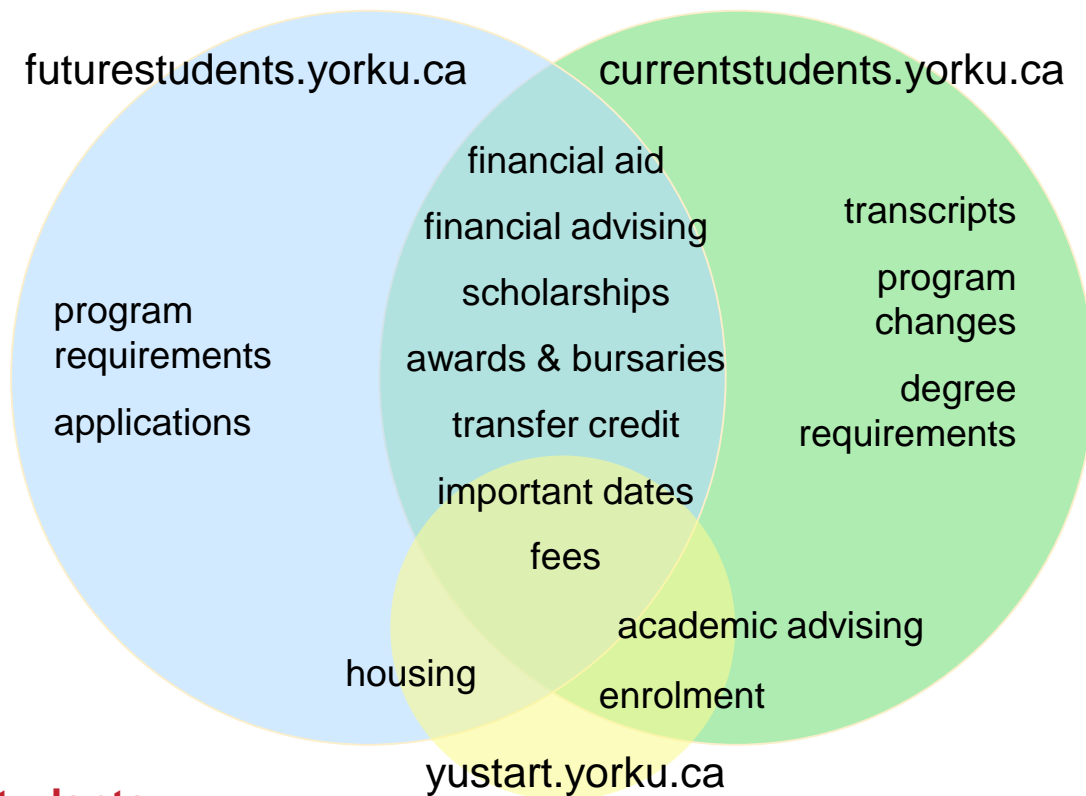 futurestudents.yorku.ca
currentstudents.yorku.ca
financial aid
financial advising
scholarships
awards & bursaries
transfer credit
important dates
fees
program
requirements
applications
transcripts
program
changes
degree
requirements
academic advising
enrolment
housing
yustart.yorku.ca